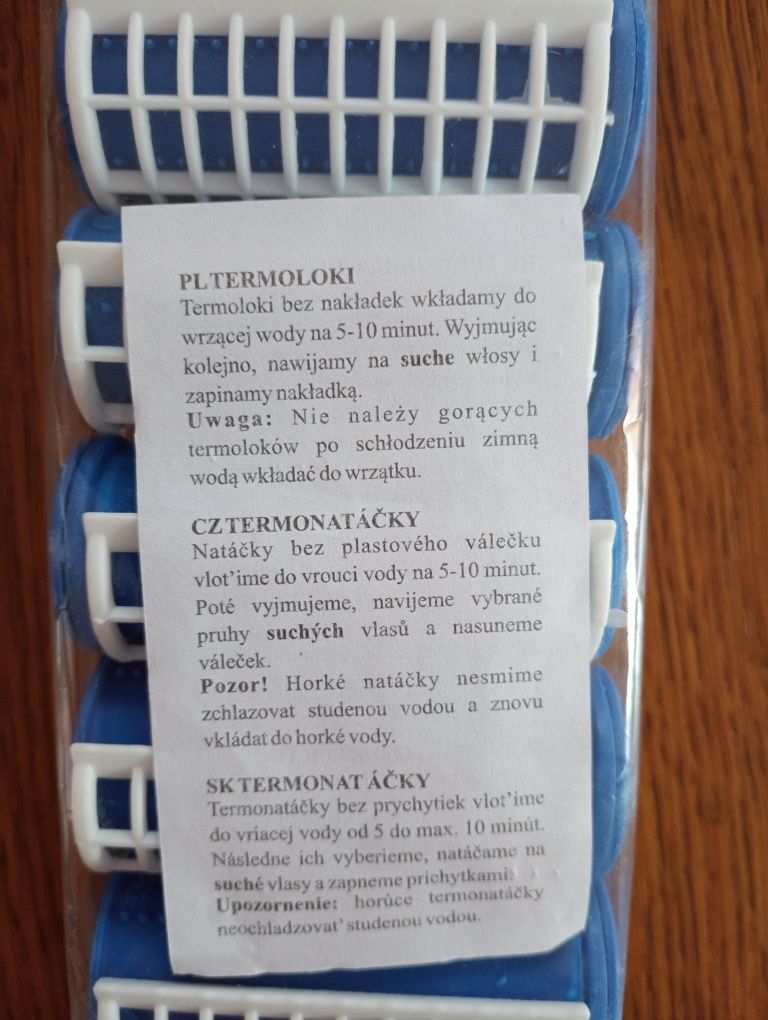 PL TERMOLOKI
Termoloki bez nakładek wkładamy do
wrzącej wody na 5-10 minut. Wyjmując
kolejno, nawijamy na suche włosy i
zapinamy nakładką.
Uwaga: Nie należy gorących
termoloków po schłodzeniu zimną
wodą wkładać do wrzątku.
CZ TERMONATÁČKY
Natáčky bez plastového válečku
vlot'ime do vrouci vody na 5-10 minut.
Poté vyjmujeme, navijeme vybrané
pruhy suchých vlasů a nasuneme
váleček.
Pozor! Horké natáčky nesmime
zchlazovat studenou vodou a znovu
vkládat do horké vody.
SK TERMONAT ÁČKY
Termonatáčky bez prychytiek vlot'ime
do vriacej vody od 5 do max. 10 minút.
Následne ich vyberieme, natáčame na
suché vlasy a zapneme prichytkami.
Upozornenie: horúce termonatáčky
neochladzovat' studenou vodou.